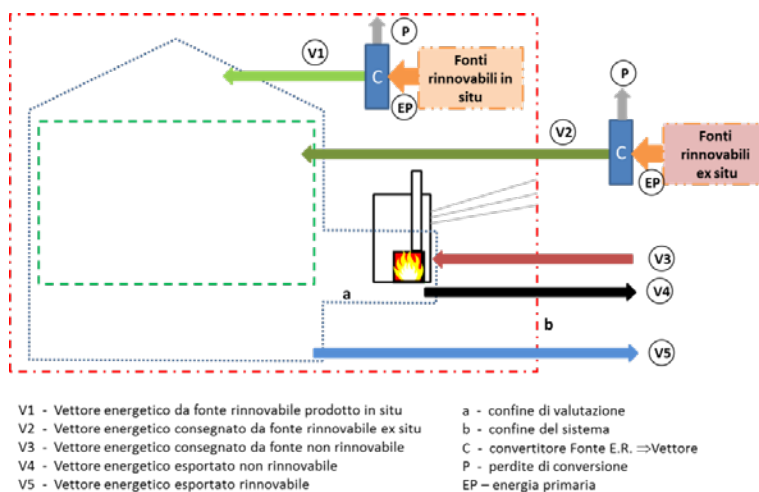 P
V1
C
Fonti
rinnovabili in
situ
EP
P
V2
C
Fonti
rinnovabili
ex situ
EP
V3
a
V4
b
V5
V1 - Vettore energetico da fonte rinnovabile prodotto in situ
V2 - Vettore energetico consegnato da fonte rinnovabile ex situ
V3 - Vettore energetico consegnato da fonte non rinnovabile
V4 - Vettore energetico esportato non rinnovabile
V5 - Vettore energetico esportato rinnovabile
a - confine di valutazione
b - confine del sistema
C - convertitore Fonte E.R. ⇒Vettore
P - perdite di conversione
EP – energia primaria